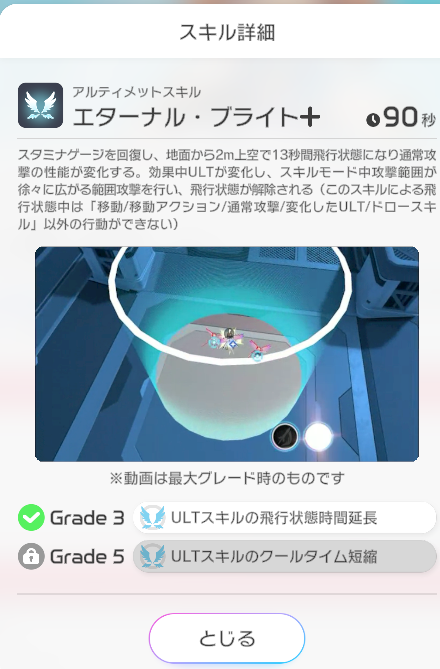 スキル詳細
アルティメットスキル
エターナル・ブライト+ 90秒
スタミナゲージを回復し、地面から2m上空で13秒間飛行状態になり通常攻
撃の性能が変化する。効果中ULTが変化し、スキルモード中攻撃範囲が
徐々に広がる範囲攻撃を行い、飛行状態が解除される（このスキルによる飛
行状態中は「移動/移動アクション/通常攻撃/変化したULT/ドロースキ
ル」以外の行動ができない）
※動画は最大グレード時のものです
Grade 3 ULTスキルの飛行状態時間延長
Grade 5 ULTスキルのクールタイム短縮
とじる